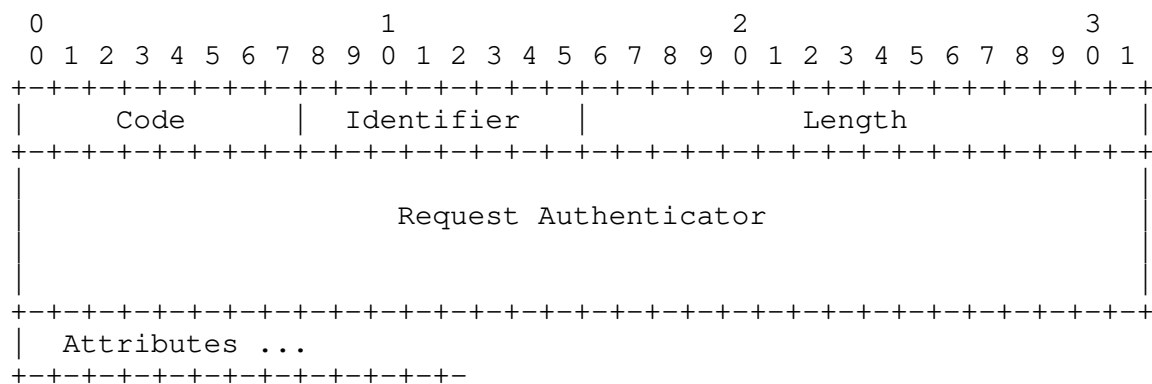 0                   1                   2                   3
 0 1 2 3 4 5 6 7 8 9 0 1 2 3 4 5 6 7 8 9 0 1 2 3 4 5 6 7 8 9 0 1
+-+-+-+-+-+-+-+-+-+-+-+-+-+-+-+-+-+-+-+-+-+-+-+-+-+-+-+-+-+-+-+-+
|     Code      |  Identifier   |            Length             |
+-+-+-+-+-+-+-+-+-+-+-+-+-+-+-+-+-+-+-+-+-+-+-+-+-+-+-+-+-+-+-+-+
|                                                               |
|                     Request Authenticator                     |
|                                                               |
|                                                               |
+-+-+-+-+-+-+-+-+-+-+-+-+-+-+-+-+-+-+-+-+-+-+-+-+-+-+-+-+-+-+-+-+
|  Attributes ...
+-+-+-+-+-+-+-+-+-+-+-+-+-